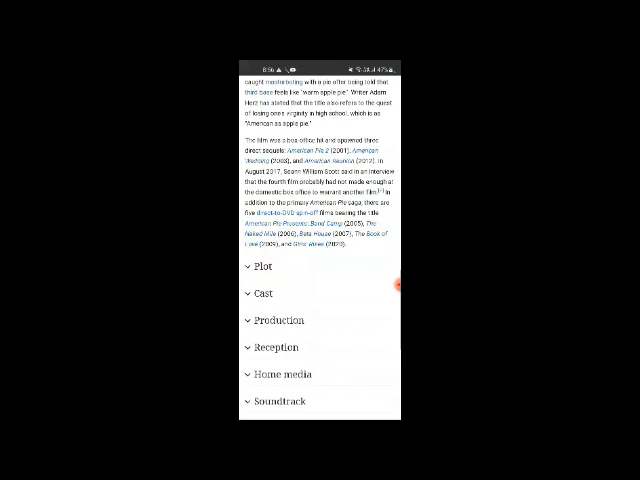 8:56
47%
caught masturbating with a pie after being told that
third base feels like "warm apple pie." Writer Adam
Herz has stated that the title also refers to the quest
of losing one's virginity in high school, which is as
"American as apple pie."
The film was a box office hit and spawned three
direct sequels: American Pie 2 (2001), American
Wedding (2003), and American Reunion (2012). In
August 2017, Seann William Scott said in an interview
that the fourth film probably had not made enough at
the domestic box office to warrant another film. In
addition to the primary American Pie saga, there are
five direct-to-DVD spin-off films bearing the title
American Pie Presents: Band Camp (2005), The
Naked Mile (2006), Beta House (2007), The Book of
Love (2009), and Girls' Rules (2020).
Plot
Cast
Production
Reception
Home media
Soundtrack